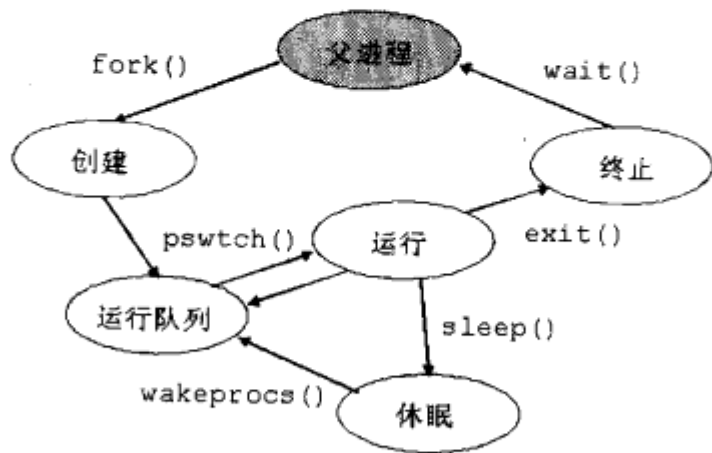 父进程
fork()
wait()
创建
终止
pswtch()
运行
exit()
运行队列
sleep()
wakeprocs()
休眠